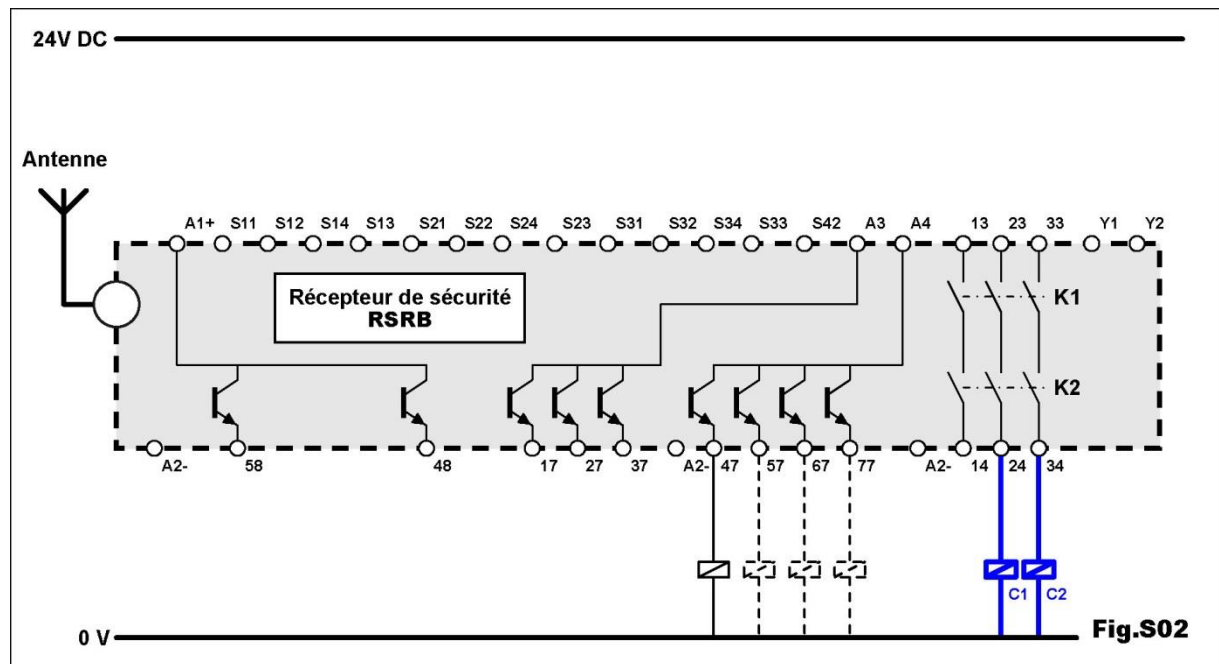 24V DC
Antenne
A1+ S11 S12 S14 S13 S21 S22 S24 S23 S31 S32 S34 S33 S42 A3 A4 13 23 33 Y1 Y2
Récepteur de sécurité
RSRB
K1
K2
A2- 58 48 17 27 37 A2- 47 57 67 77 A2- 14 24 34
C1 C2
0 V
Fig.S02